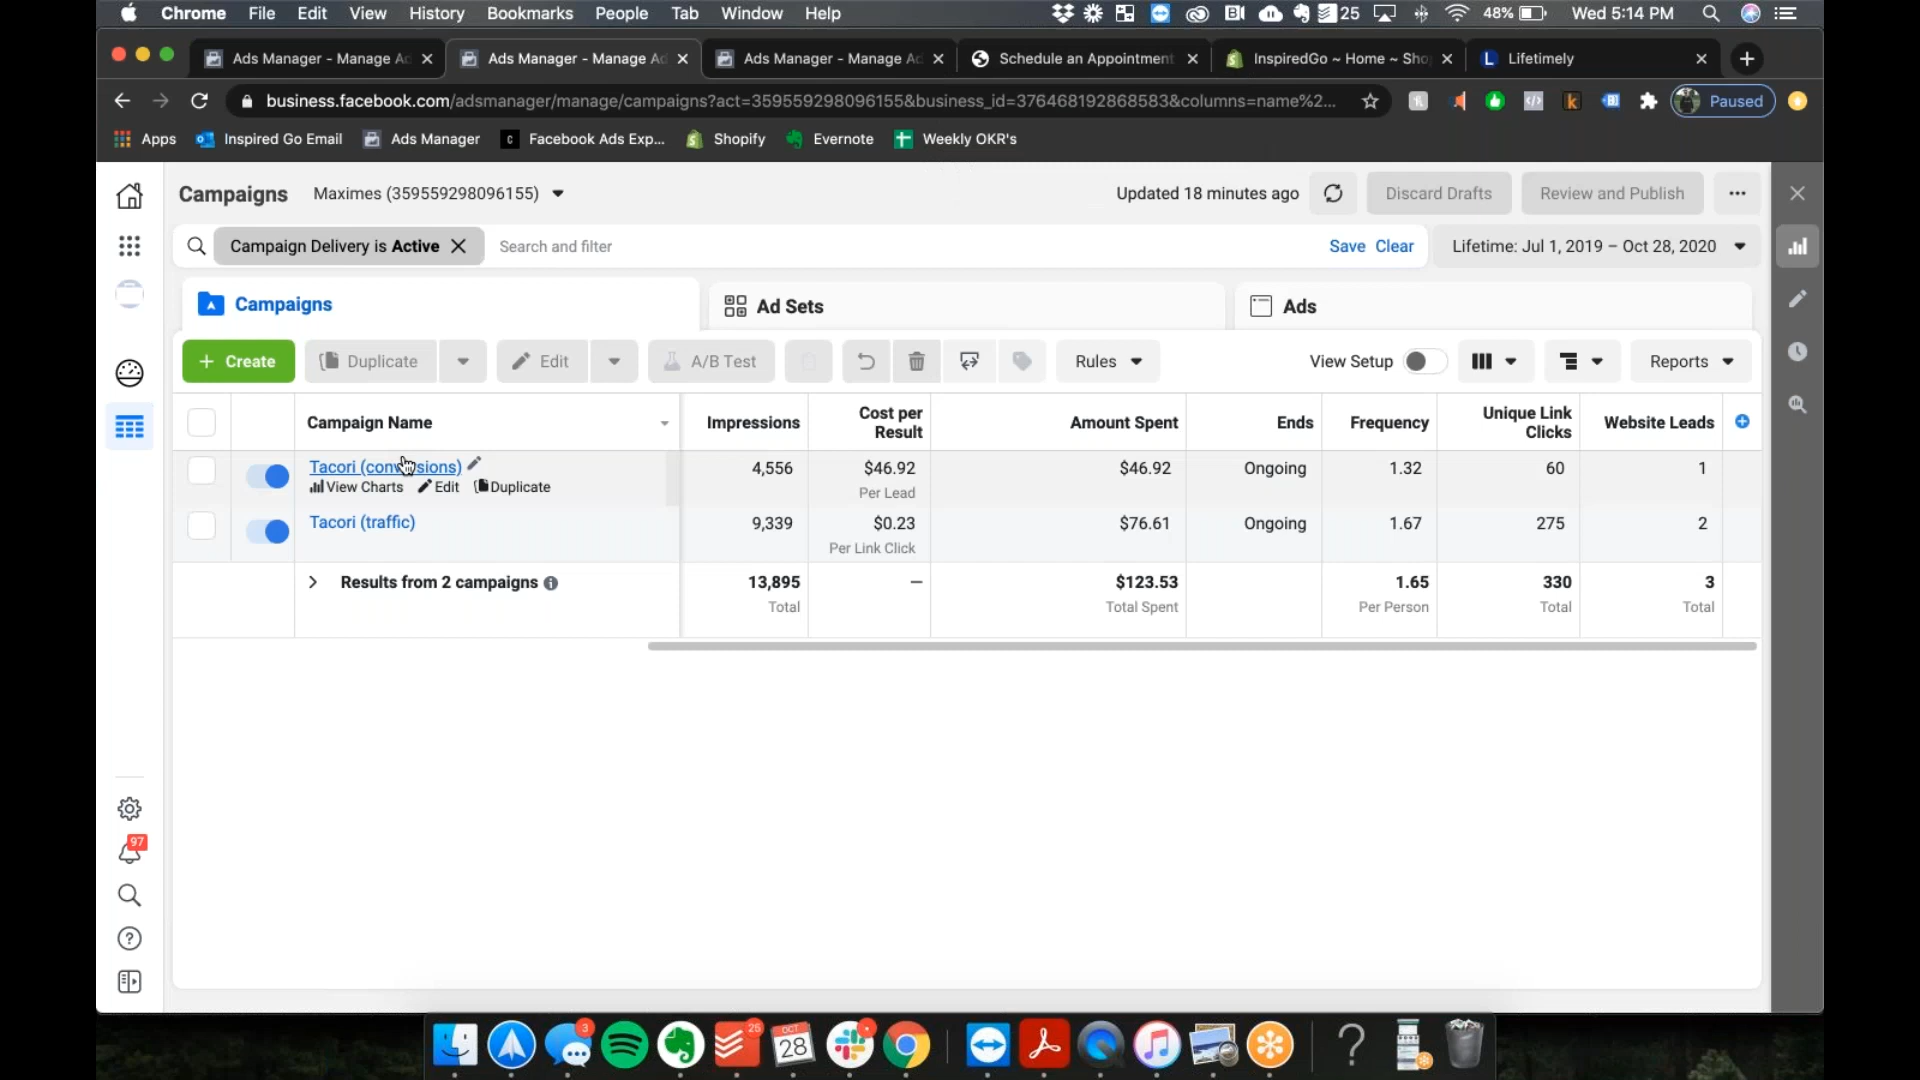 Chrome File Edit View History Bookmarks People Tab Window Help 25 48% Wed 5:14 PM
Ads Manager - Manage Ad Ads Manager - Manage Ad Ads Manager - Manage Ad Schedule an Appointment InspiredGo ~ Home ~ Sho Lifetimely
business.facebook.com/adsmanager/manage/campaigns?act=359559298096155&business_id=376468192868583&columns=name%2... Paused
Apps Inspired Go Email Ads Manager Facebook Ads Exp... Shopify Evernote Weekly OKR's
Campaigns Maximes (359559298096155) Updated 18 minutes ago Discard Drafts Review and Publish
Campaign Delivery is Active Search and filter Save Clear Lifetime: Jul 1, 2019 – Oct 28, 2020
Campaigns Ad Sets Ads
+ Create Duplicate Edit A/B Test Rules View Setup Reports
Campaign Name Impressions Cost per Result Amount Spent Ends Frequency Unique Link Clicks Website Leads
Tacori (conversions) 4,556 $46.92 $46.92 Ongoing 1.32 60 1
View Charts Edit Duplicate Per Lead
Tacori (traffic) 9,339 $0.23 $76.61 Ongoing 1.67 275 2
Per Link Click
Results from 2 campaigns 13,895 — $123.53 1.65 330 3
Total Total Spent Per Person Total Total
97
3 26 OCT 28